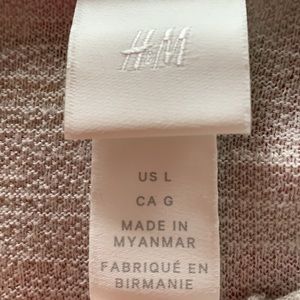 H&M
US L
CA G
MADE IN
MYANMAR
FABRIQUÉ EN
BIRMANIE